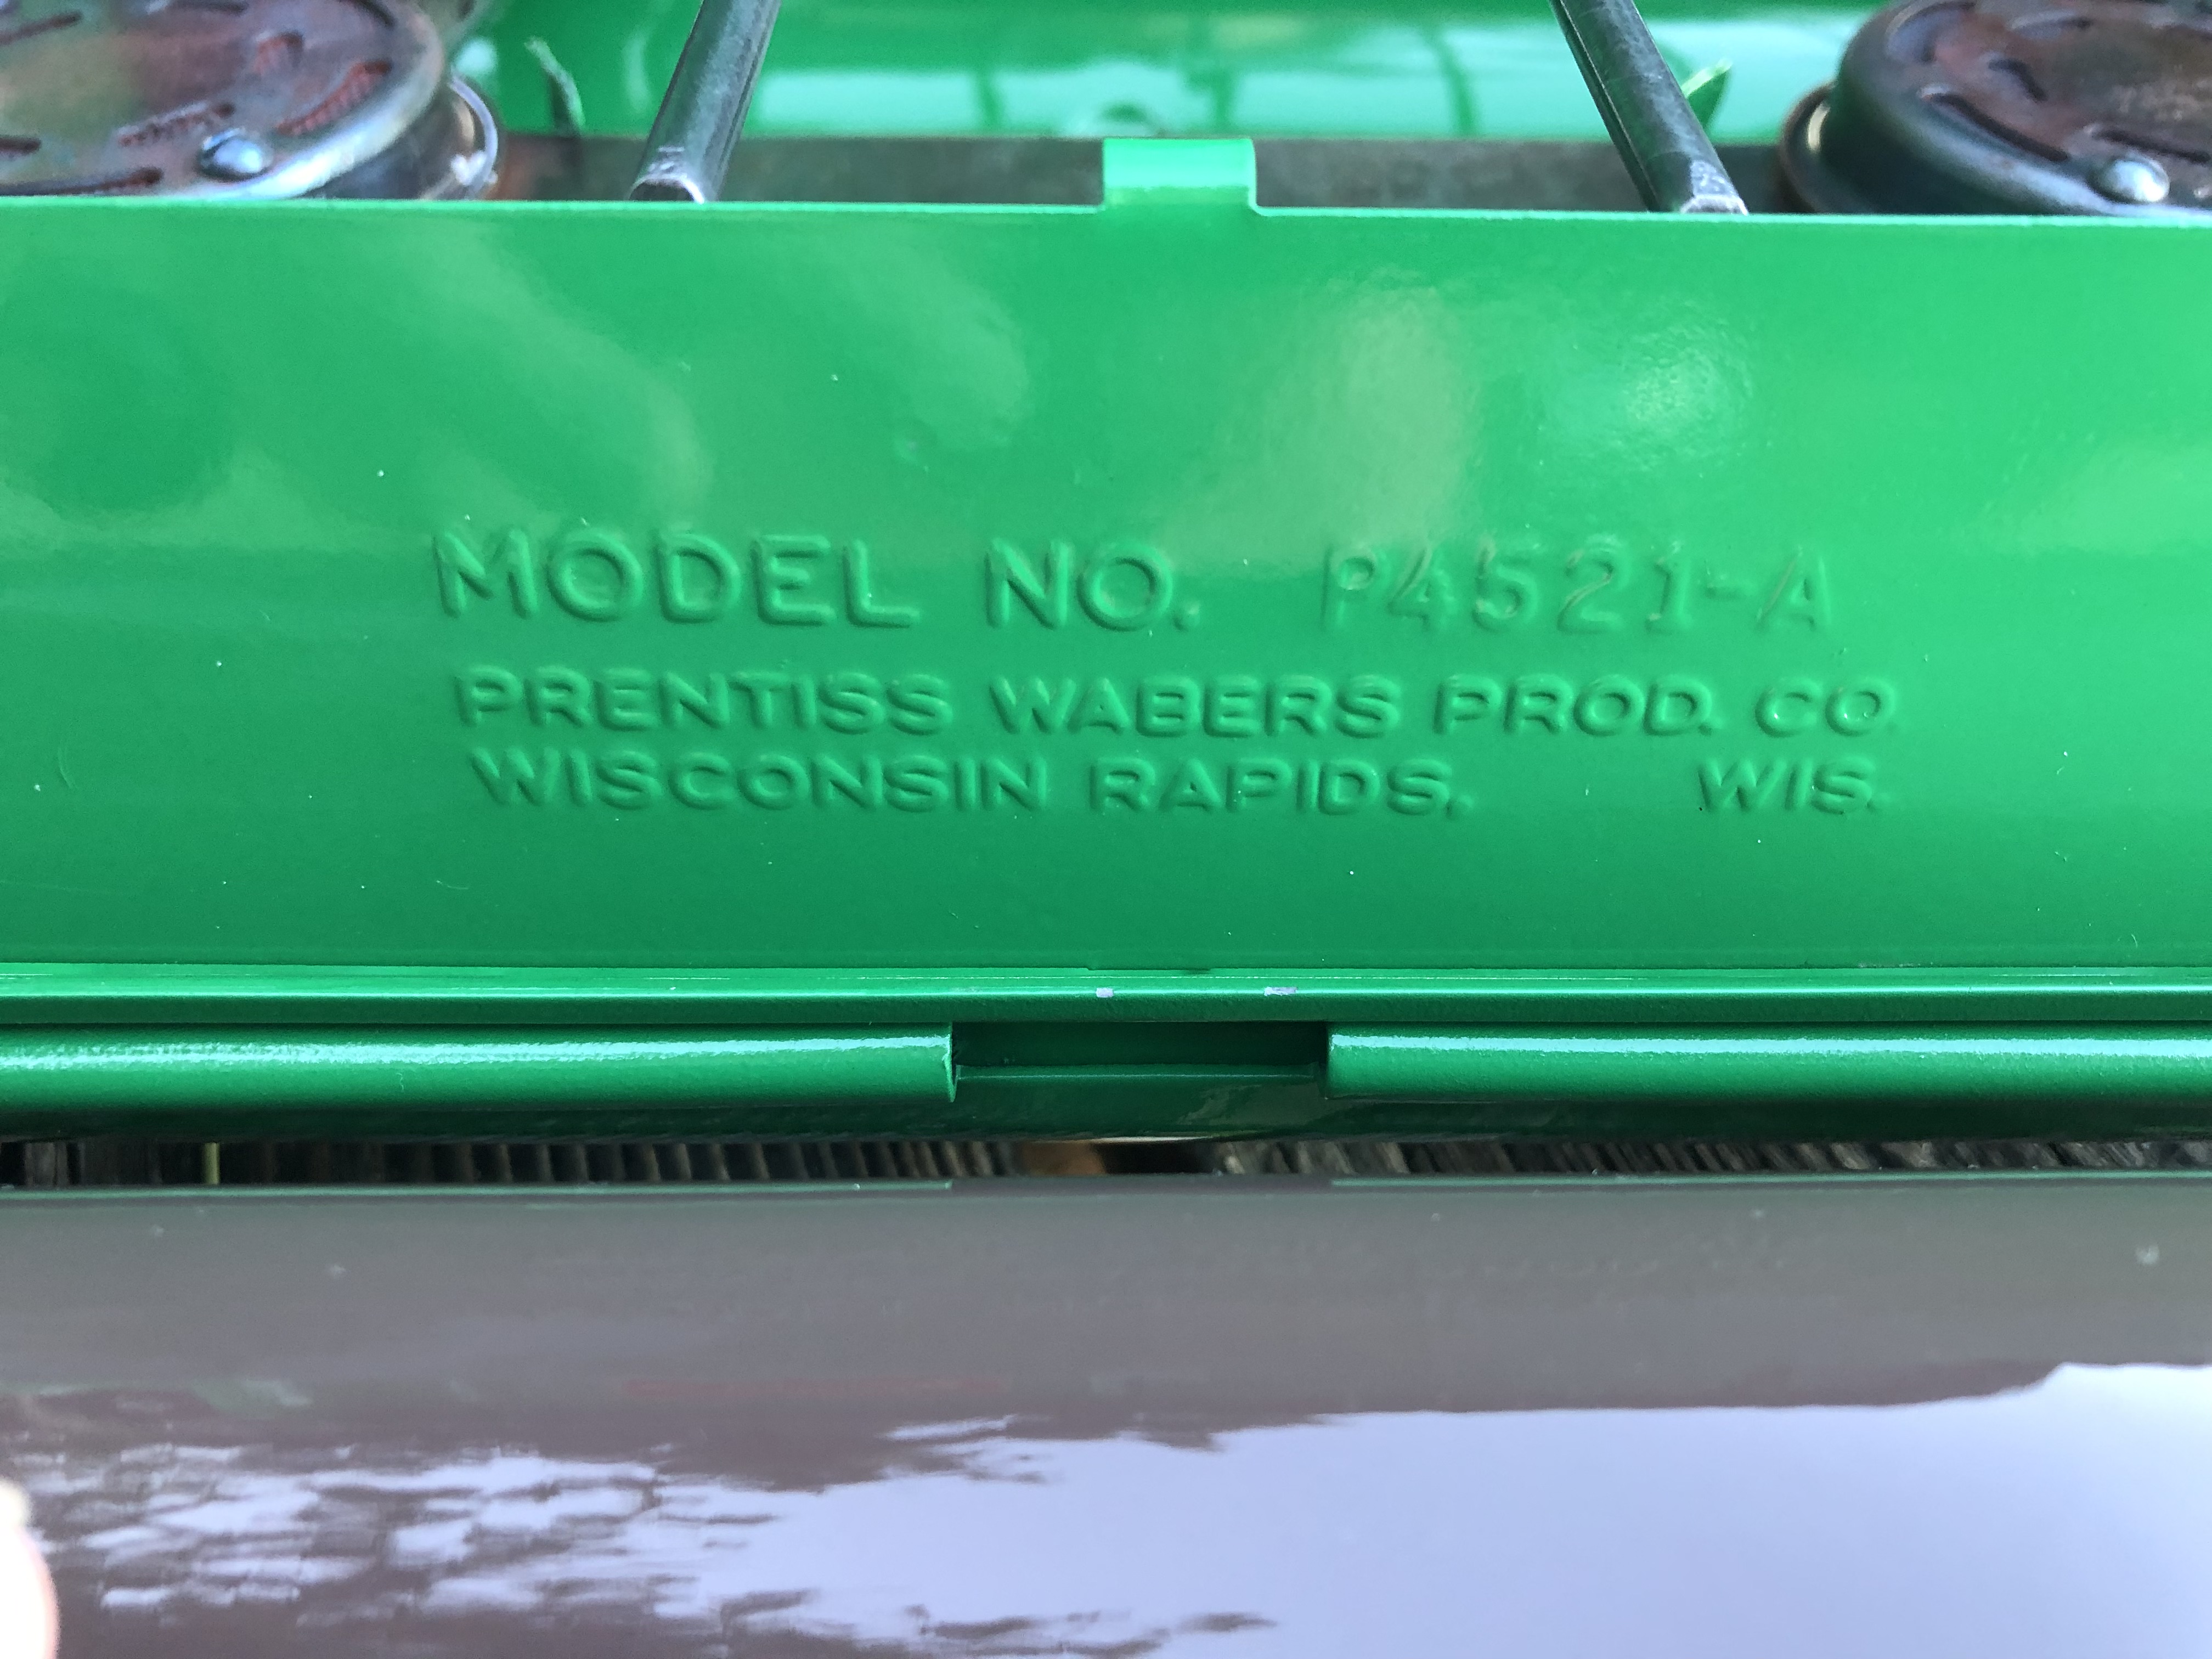 MODEL NO. P4521-A
PRENTISS WABERS PROD. CO.
WISCONSIN RAPIDS, WIS.